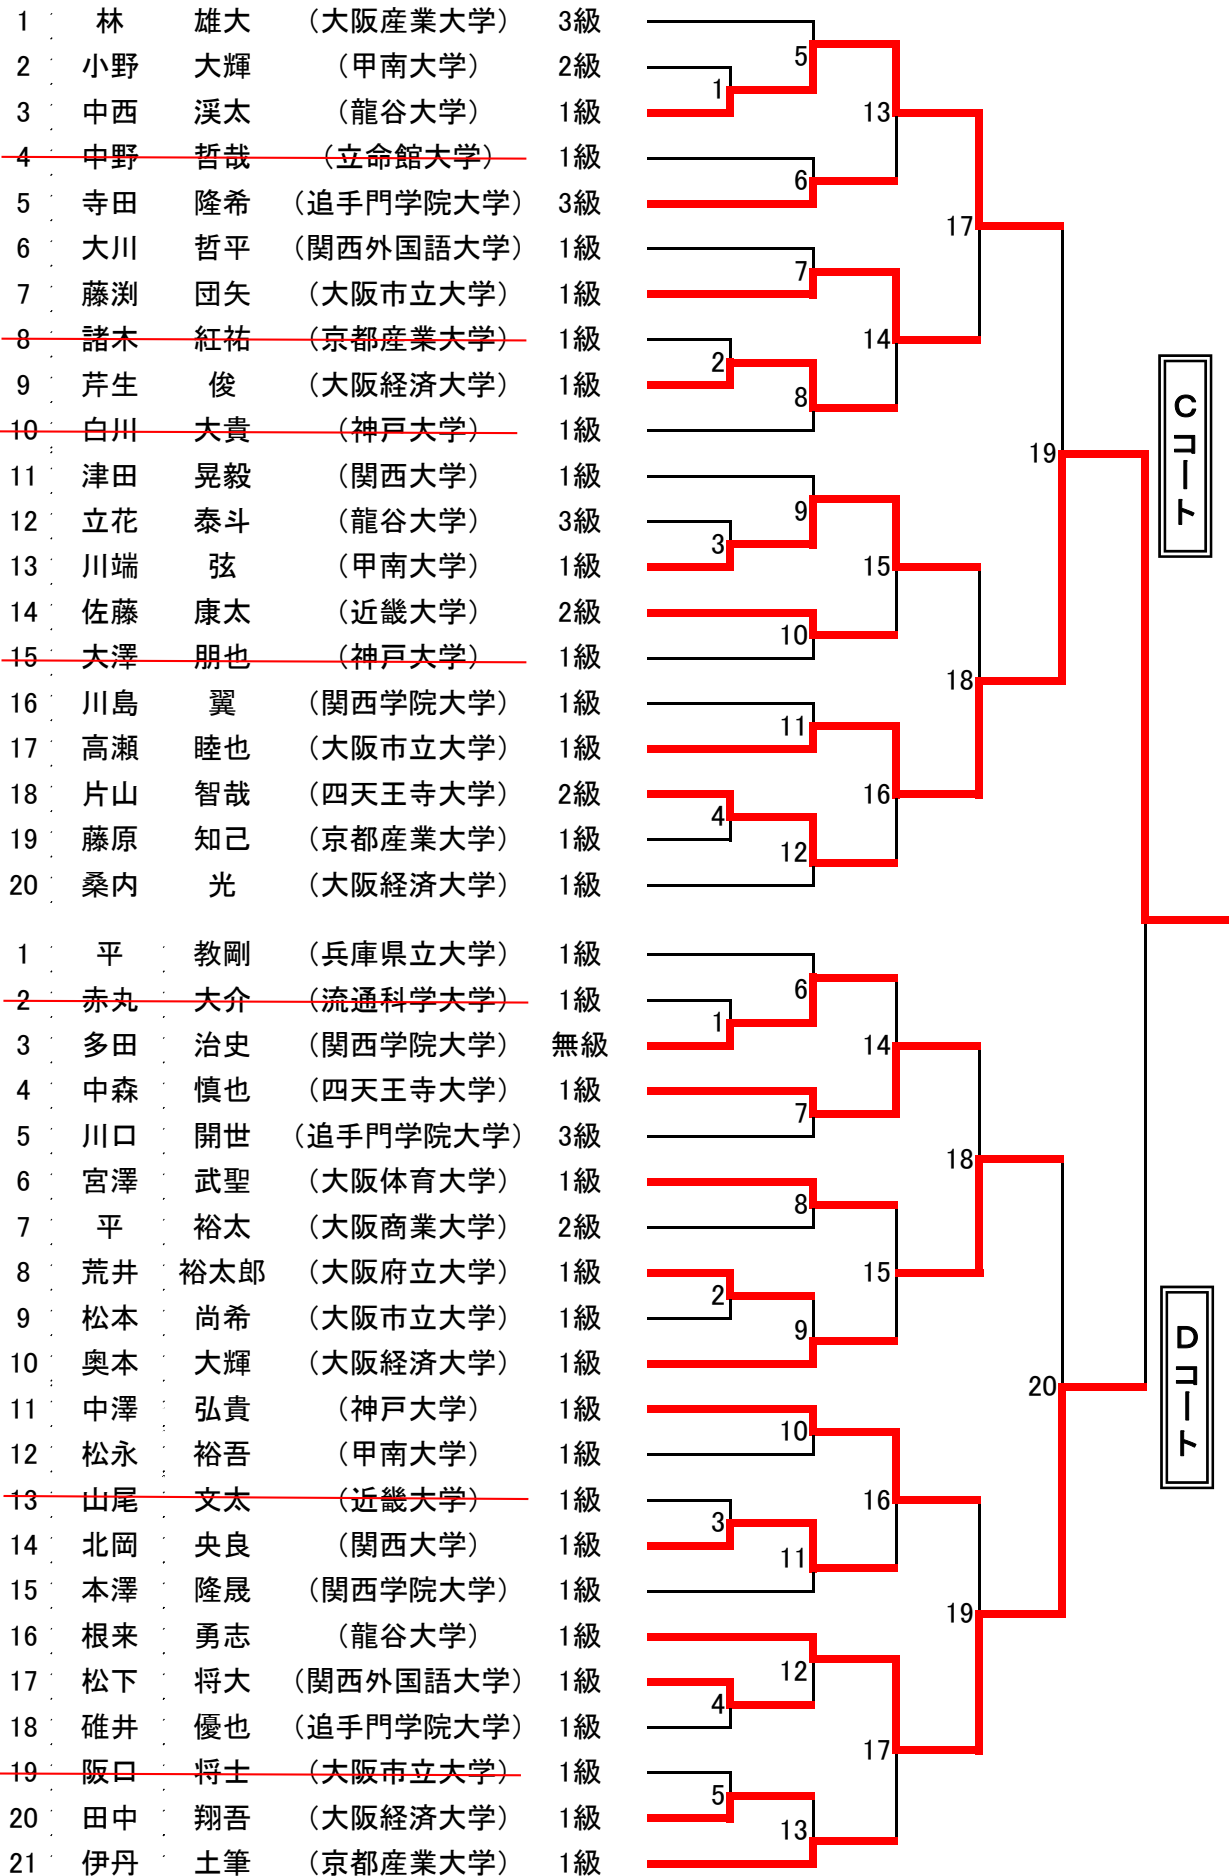 1 林 雄大 （大阪産業大学） 3級
2 小野 大輝 （甲南大学） 2級
3 中西 渓太 （龍谷大学） 1級
4 中野 哲哉 （立命館大学） 1級
5 寺田 隆希 （追手門学院大学） 3級
6 大川 哲平 （関西外国語大学） 1級
7 藤渕 団矢 （大阪市立大学） 1級
8 諸木 紅祐 （京都産業大学） 1級
9 芹生 俊 （大阪経済大学） 1級
10 白川 大貴 （神戸大学） 1級
11 津田 晃毅 （関西大学） 1級
12 立花 泰斗 （龍谷大学） 3級
13 川端 弦 （甲南大学） 1級
14 佐藤 康太 （近畿大学） 2級
15 大澤 朋也 （神戸大学） 1級
16 川島 翼 （関西学院大学） 1級
17 高瀬 睦也 （大阪市立大学） 1級
18 片山 智哉 （四天王寺大学） 2級
19 藤原 知己 （京都産業大学） 1級
20 桑内 光 （大阪経済大学） 1級
5
1
13
6
17
7
14
2
8
19
9
3
15
10
18
11
16
4
12
Cコート
1 平 教剛 （兵庫県立大学） 1級
2 赤丸 大介 （流通科学大学） 1級
3 多田 治史 （関西学院大学） 無級
4 中森 慎也 （四天王寺大学） 1級
5 川口 開世 （追手門学院大学） 3級
6 宮澤 武聖 （大阪体育大学） 1級
7 平 裕太 （大阪商業大学） 2級
8 荒井 裕太郎 （大阪府立大学） 1級
9 松本 尚希 （大阪市立大学） 1級
10 奥本 大輝 （大阪経済大学） 1級
11 中澤 弘貴 （神戸大学） 1級
12 松永 裕吾 （甲南大学） 1級
13 山尾 文太 （近畿大学） 1級
14 北岡 央良 （関西大学） 1級
15 本澤 隆晟 （関西学院大学） 1級
16 根来 勇志 （龍谷大学） 1級
17 松下 将大 （関西外国語大学） 1級
18 碓井 優也 （追手門学院大学） 1級
19 阪口 将士 （大阪市立大学） 1級
20 田中 翔吾 （大阪経済大学） 1級
21 伊丹 土筆 （京都産業大学） 1級
6
1
14
7
18
8
15
2
9
20
10
16
3
11
19
12
4
17
5
13
Dコート